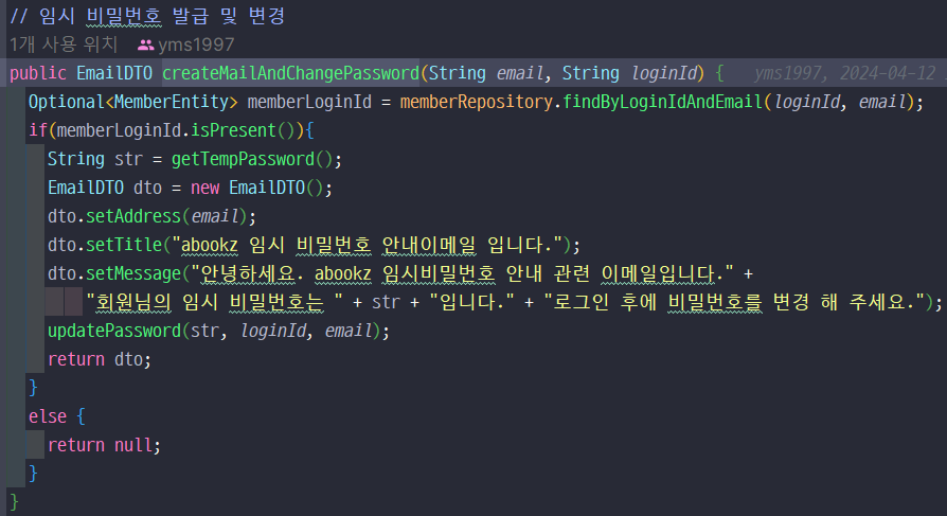 // 임시 비밀번호 발급 및 변경
1개 사용 위치 yms1997
public EmailDTO createMailAndChangePassword(String email, String loginId) { yms1997, 2024-04-12
Optional<MemberEntity> memberLoginId = memberRepository.findByLoginIdAndEmail(loginId, email);
if(memberLoginId.isPresent()){
String str = getTempPassword();
EmailDTO dto = new EmailDTO();
dto.setAddress(email);
dto.setTitle("abookz 임시 비밀번호 안내이메일 입니다.");
dto.setMessage("안녕하세요. abookz 임시비밀번호 안내 관련 이메일입니다." +
"회원님의 임시 비밀번호는 " + str + "입니다." + "로그인 후에 비밀번호를 변경 해 주세요.");
updatePassword(str, loginId, email);
return dto;
}
else {
return null;
}
}